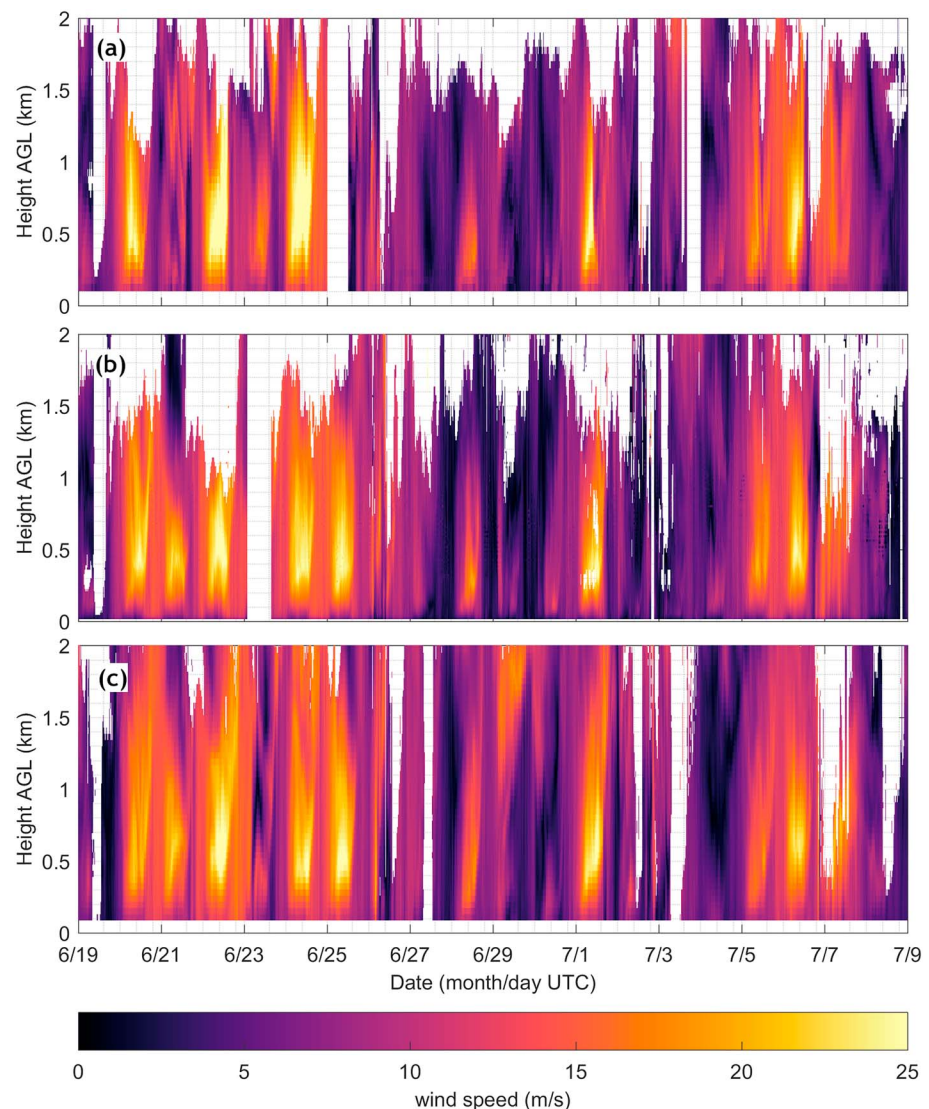 (a)
Height AGL (km)
2
1.5
1
0.5
0
(b)
Height AGL (km)
2
1.5
1
0.5
0
(c)
Height AGL (km)
2
1.5
1
0.5
0
6/19 6/21 6/23 6/25 6/27 6/29 7/1 7/3 7/5 7/7 7/9
Date (month/day UTC)
0 5 10 15 20 25
wind speed (m/s)